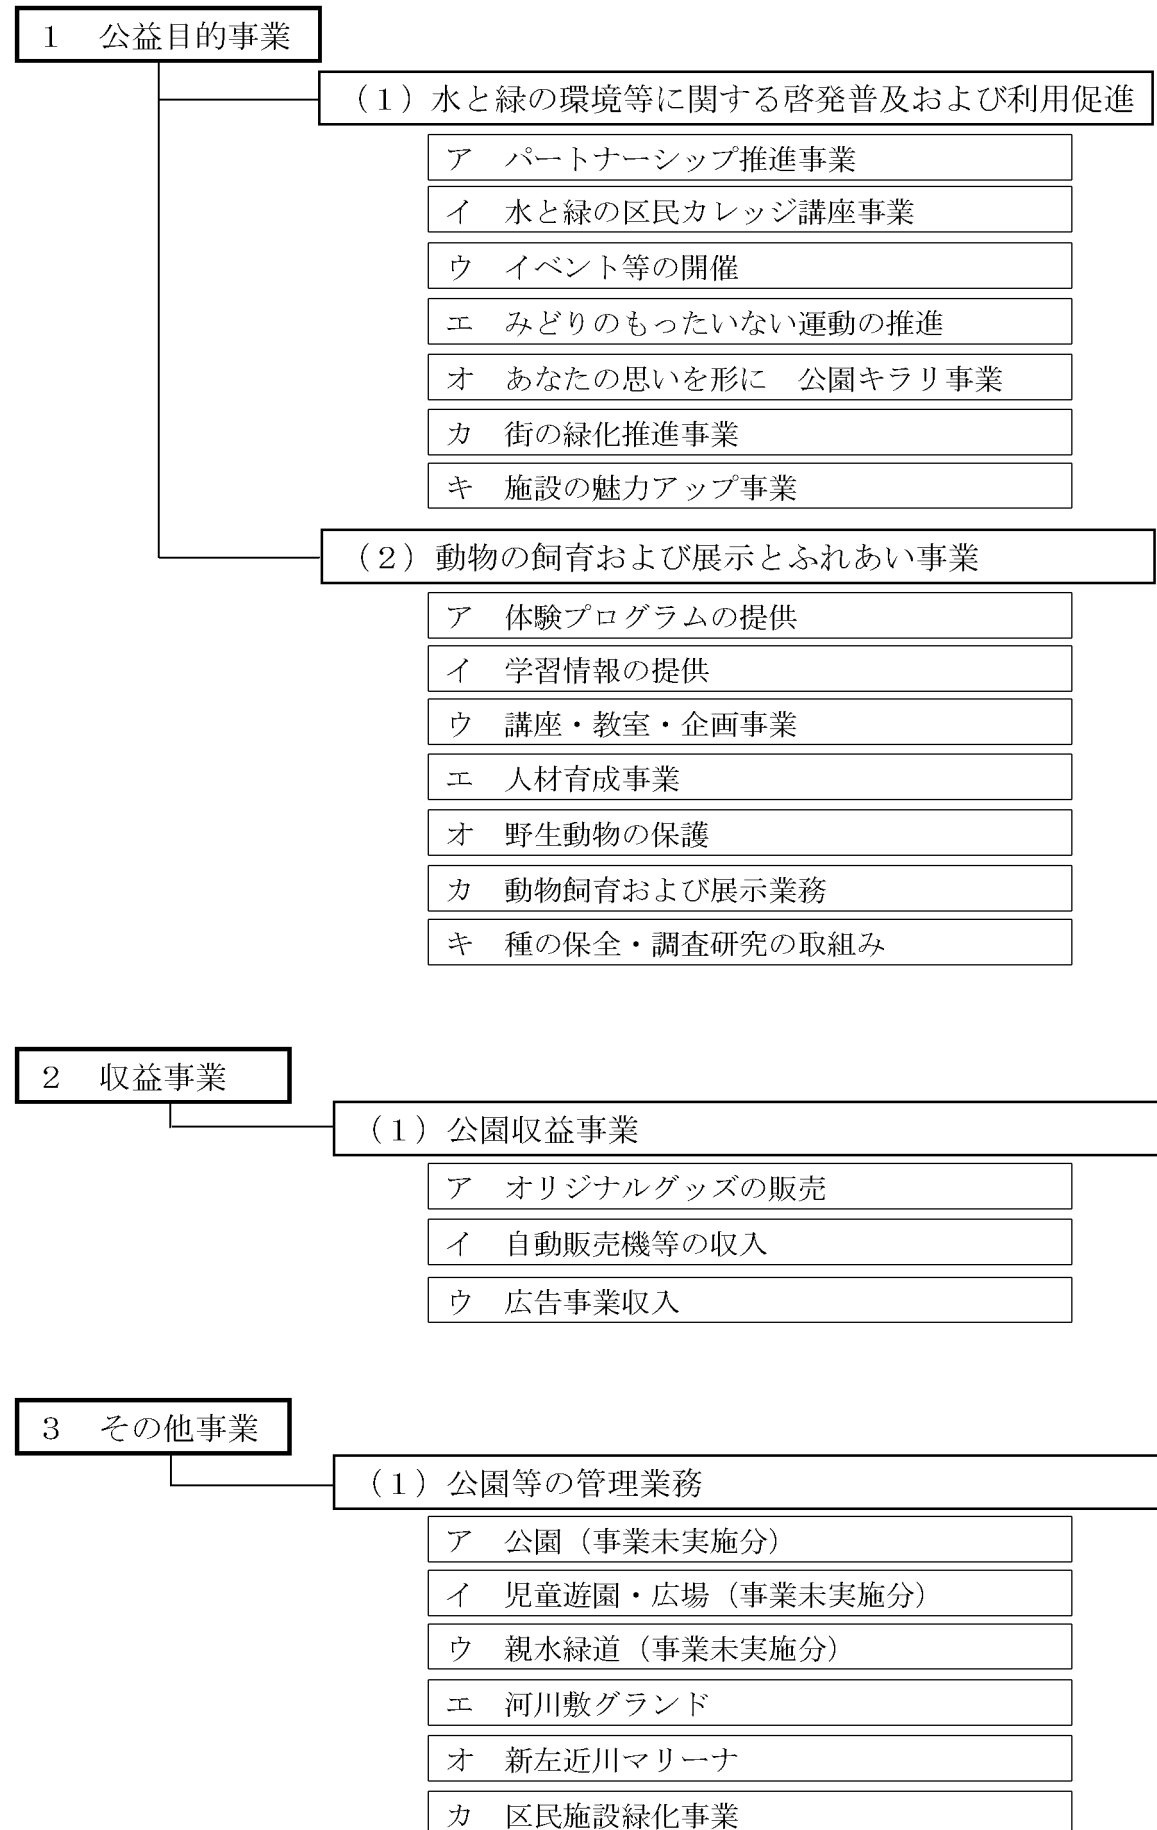 １　公益目的事業
（１）水と緑の環境等に関する啓発普及および利用促進
ア　パートナーシップ推進事業
イ　水と緑の区民カレッジ講座事業
ウ　イベント等の開催
エ　みどりのもったいない運動の推進
オ　あなたの思いを形に　公園キラリ事業
カ　街の緑化推進事業
キ　施設の魅力アップ事業
（２）動物の飼育および展示とふれあい事業
ア　体験プログラムの提供
イ　学習情報の提供
ウ　講座・教室・企画事業
エ　人材育成事業
オ　野生動物の保護
カ　動物飼育および展示業務
キ　種の保全・調査研究の取組み
２　収益事業
（１）公園収益事業
ア　オリジナルグッズの販売
イ　自動販売機等の収入
ウ　広告事業収入
３　その他事業
（１）公園等の管理業務
ア　公園（事業未実施分）
イ　児童遊園・広場（事業未実施分）
ウ　親水緑道（事業未実施分）
エ　河川敷グランド
オ　新左近川マリーナ
カ　区民施設緑化事業